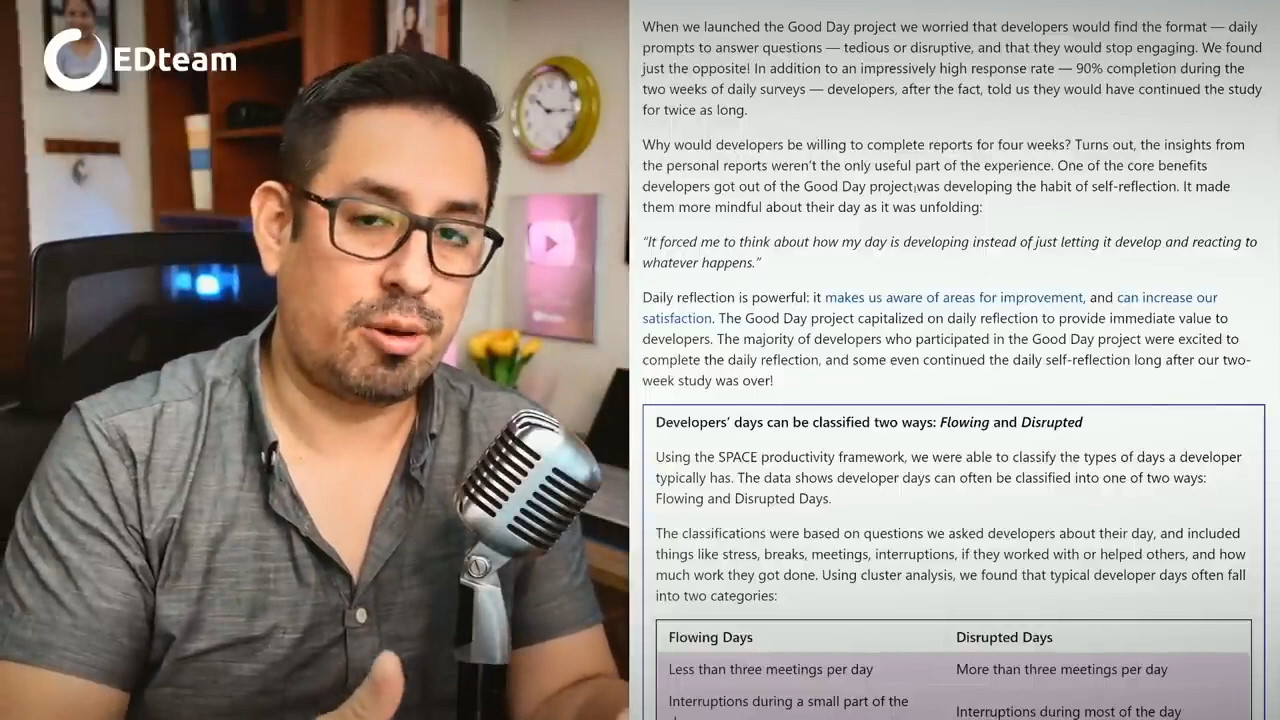 EDteam
When we launched the Good Day project we worried that developers would find the format — daily
prompts to answer questions — tedious or disruptive, and that they would stop engaging. We found
just the opposite! In addition to an impressively high response rate — 90% completion during the
two weeks of daily surveys — developers, after the fact, told us they would have continued the study
for twice as long.
Why would developers be willing to complete reports for four weeks? Turns out, the insights from
the personal reports weren't the only useful part of the experience. One of the core benefits
developers got out of the Good Day project was developing the habit of self-reflection. It made
them more mindful about their day as it was unfolding:
“It forced me to think about how my day is developing instead of just letting it develop and reacting to
whatever happens.”
Daily reflection is powerful: it makes us aware of areas for improvement, and can increase our
satisfaction. The Good Day project capitalized on daily reflection to provide immediate value to
developers. The majority of developers who participated in the Good Day project were excited to
complete the daily reflection, and some even continued the daily self-reflection long after our two-
week study was over!
Developers’ days can be classified two ways: Flowing and Disrupted
Using the SPACE productivity framework, we were able to classify the types of days a developer
typically has. The data shows developer days can often be classified into one of two ways:
Flowing and Disrupted Days.
The classifications were based on questions we asked developers about their day, and included
things like stress, breaks, meetings, interruptions, if they worked with or helped others, and how
much work they got done. Using cluster analysis, we found that typical developer days often fall
into two categories:
Flowing Days
Disrupted Days
Less than three meetings per day
More than three meetings per day
Interruptions during a small part of the
Interruptions during most of the day